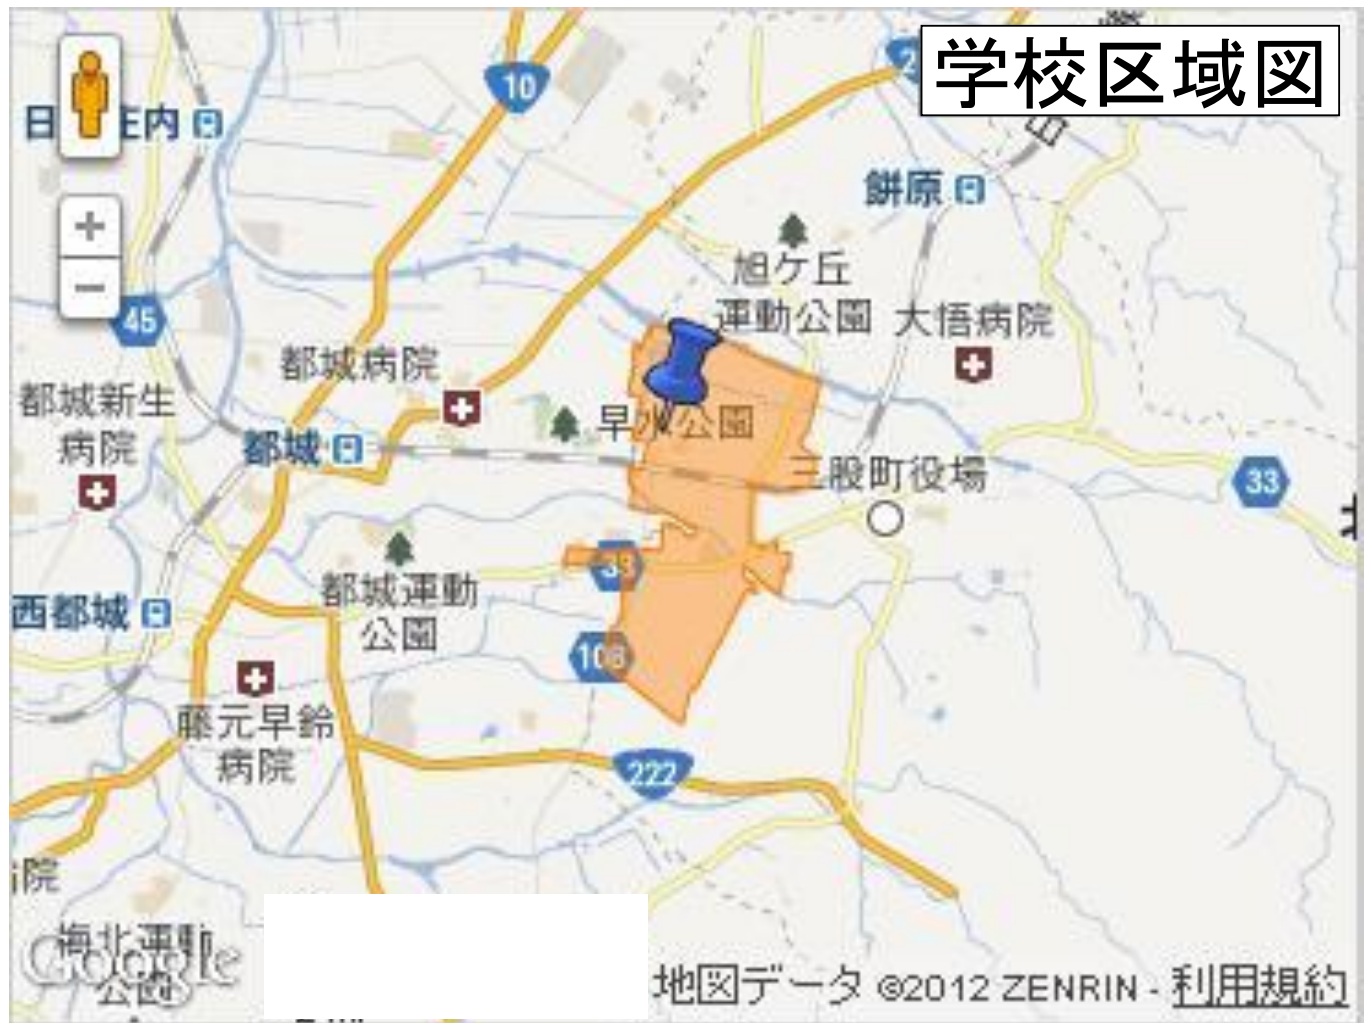 学校区域図
10
餅原
旭ケ丘
運動公園
大悟病院
45
都城病院
都城新生
病院
都城
早水公園
三股町役場
33
33
都城運動
公園
西都城
108
藤元早鈴
病院
222
院
梅北運動
公園
Google
地図データ ©2012 ZENRIN - 利用規約